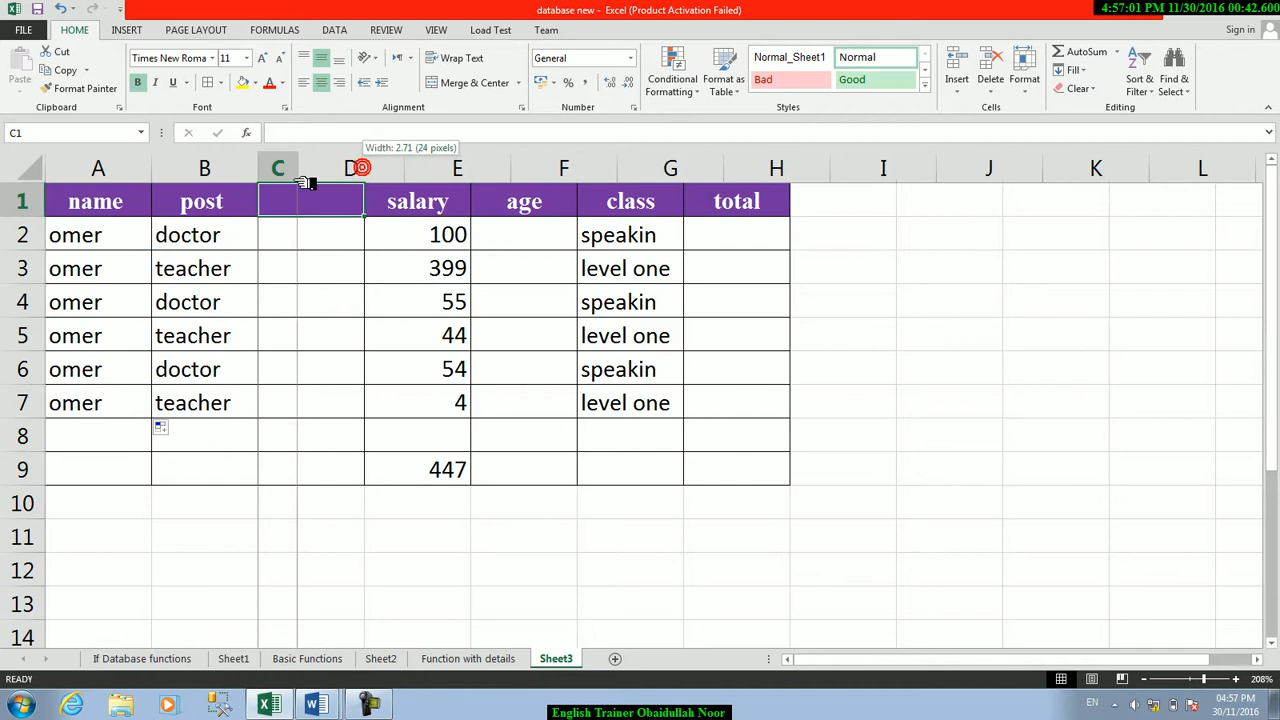 database new - Excel (Product Activation Failed)
4:57:01 PM 11/30/2016 00:42.600
FILE HOME INSERT PAGE LAYOUT FORMULAS DATA REVIEW VIEW Load Test Team Sign in
Paste Cut Copy Format Painter Clipboard
Times New Roma 11 B I U A A A Font
Wrap Text Merge & Center Alignment
General % , Number
Conditional Formatting Format as Table Normal_Sheet1 Normal Bad Good Styles
Insert Delete Format Cells
AutoSum Fill Clear Sort & Filter Find & Select Editing
C1 fx
Width: 2.71 (24 pixels)
A B C D E F G H I J K L
1 name post salary age class total
2 omer doctor 100 speakin
3 omer teacher 399 level one
4 omer doctor 55 speakin
5 omer teacher 44 level one
6 omer doctor 54 speakin
7 omer teacher 4 level one
8
9 447
10
11
12
13
14
If Database functions Sheet1 Basic Functions Sheet2 Function with details Sheet3
READY 208%
EN 04:57 PM
30/11/2016
English Trainer Obaidullah Noor